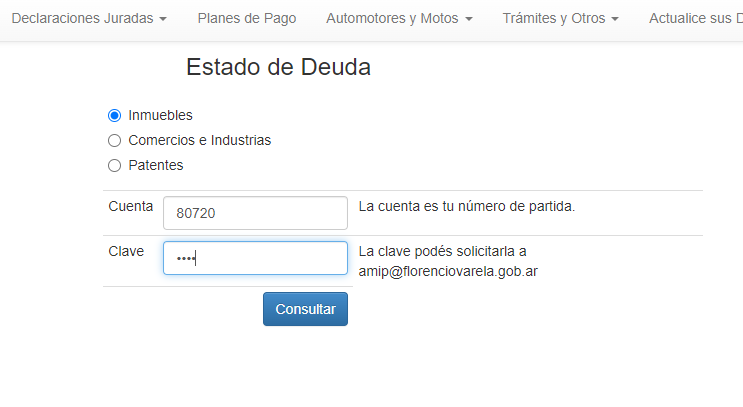 Declaraciones Juradas Planes de Pago Automotores y Motos Trámites y Otros Actualice sus D
Estado de Deuda
Inmuebles
Comercios e Industrias
Patentes
Cuenta 80720 La cuenta es tu número de partida.
Clave •••• La clave podés solicitarla a
amip@florenciovarela.gob.ar
Consultar